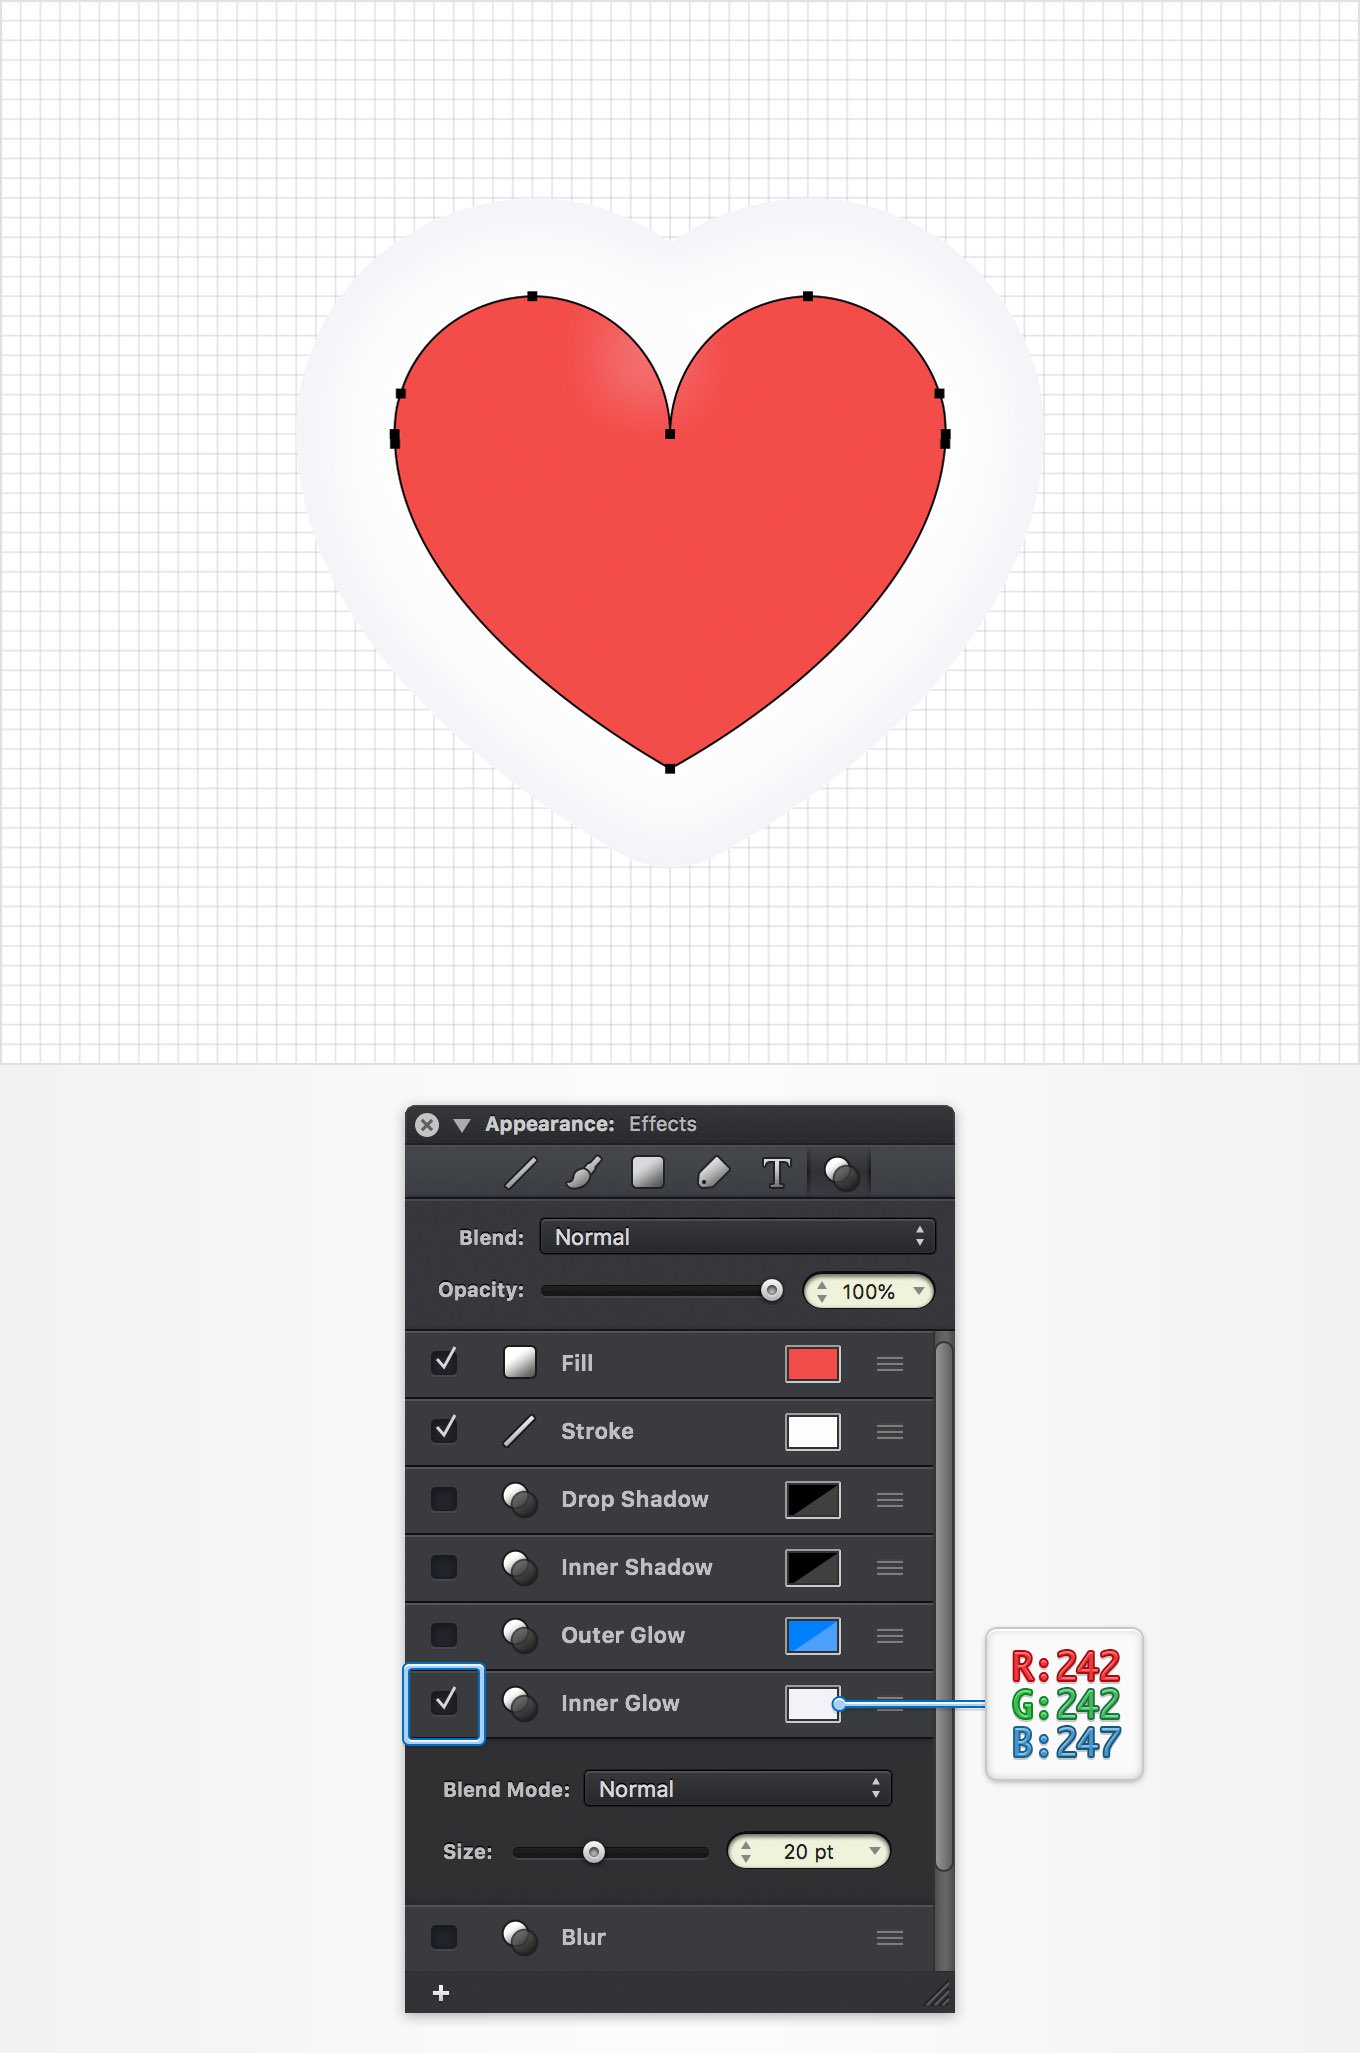 Appearance: Effects
T
Blend: Normal
Opacity: 100%
Fill
Stroke
Drop Shadow
Inner Shadow
Outer Glow
Inner Glow
R:242
G:242
B:247
Blend Mode: Normal
Size: 20 pt
Blur
+